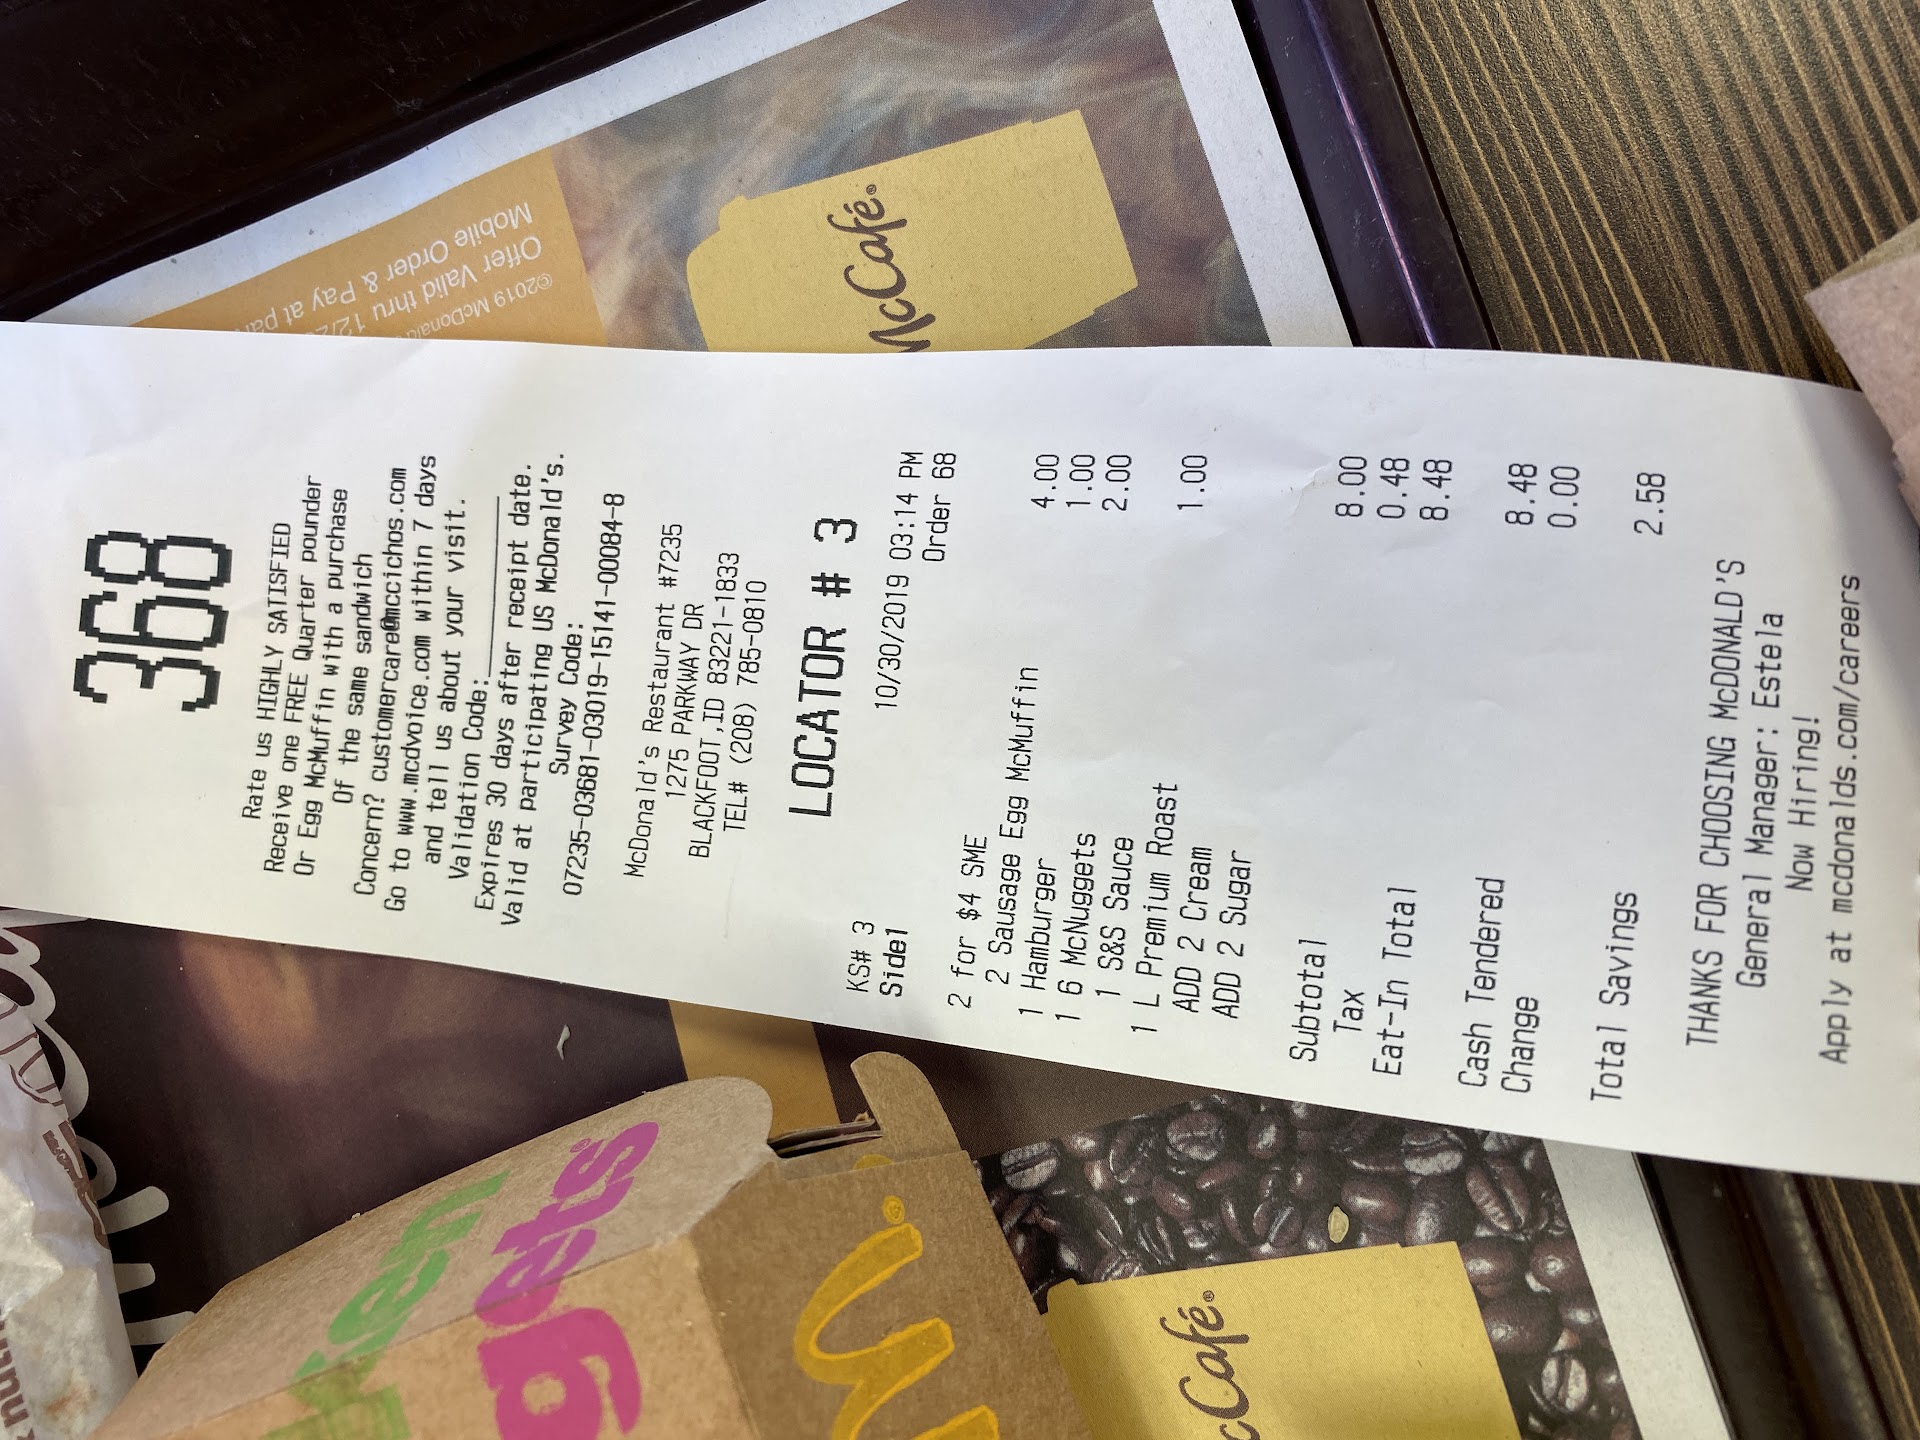 368
Rate us HIGHLY SATISFIED
Receive one FREE Quarter pounder
Or Egg McMuffin with a purchase
Of the same sandwich
Concern? customercare@mccichos.com
Go to www.mcdvoice.com within 7 days
and tell us about your visit.
Validation Code:__________
Expires 30 days after receipt date.
Valid at participating US McDonald's.
Survey Code:
07235-03681-03019-15141-00084-8
McDonald's Restaurant #7235
1275 PARKWAY DR
BLACKFOOT,ID 83221-1833
TEL# (208) 785-0810
LOCATOR # 3
KS# 3 10/30/2019 03:14 PM
Side1 Order 68
2 for $4 SME
2 Sausage Egg McMuffin 4.00
1 Hamburger 1.00
1 6 McNuggets 2.00
1 S&S Sauce
1 L Premium Roast 1.00
ADD 2 Cream
ADD 2 Sugar
Subtotal 8.00
Tax 0.48
Eat-In Total 8.48
Cash Tendered 8.48
Change 0.00
Total Savings 2.58
THANKS FOR CHOOSING McDONALD'S
General Manager: Estela
Now Hiring!
Apply at mcdonalds.com/careers
McCafé®
Mobile Order & Pay at
Offer Valid thru
©2019
McCafé®